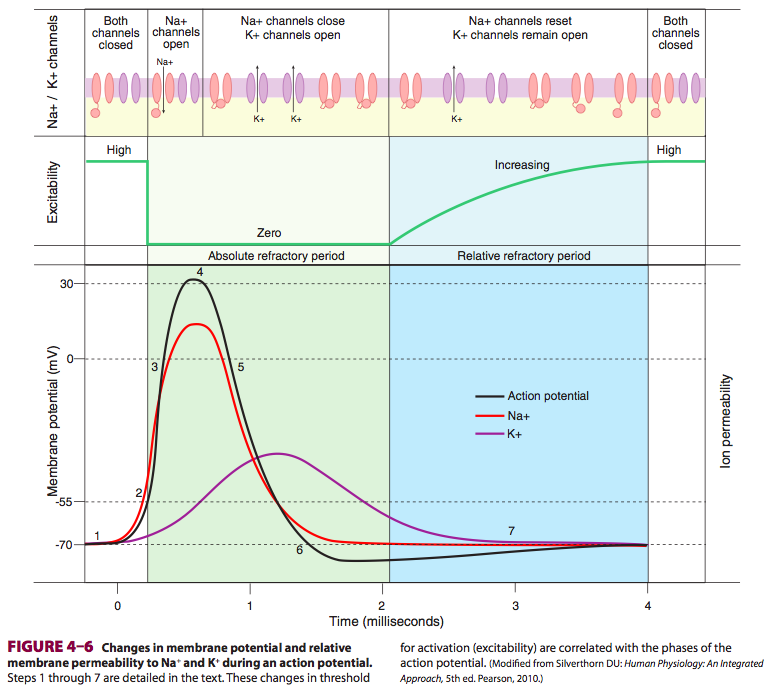 Both
channels
closed
Na+
channels
open
Na+ channels close
K+ channels open
Na+ channels reset
K+ channels remain open
Both
channels
closed
Na+ / K+ channels
Na+
K+
K+
K+
Excitability
High
Zero
Increasing
High
Absolute refractory period
Relative refractory period
Membrane potential (mV)
30
0
-55
-70
1
2
3
4
5
6
7
Action potential
Na+
K+
Ion permeability
0
1
2
3
4
Time (milliseconds)
FIGURE 4–6 Changes in membrane potential and relative
membrane permeability to Na+ and K+ during an action potential.
Steps 1 through 7 are detailed in the text. These changes in threshold
for activation (excitability) are correlated with the phases of the
action potential. (Modified from Silverthorn DU: Human Physiology: An Integrated
Approach, 5th ed. Pearson, 2010.)